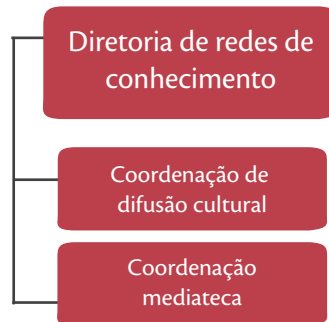 Diretoria de redes de
conhecimento
Coordenação de
difusão cultural
Coordenação
mediateca